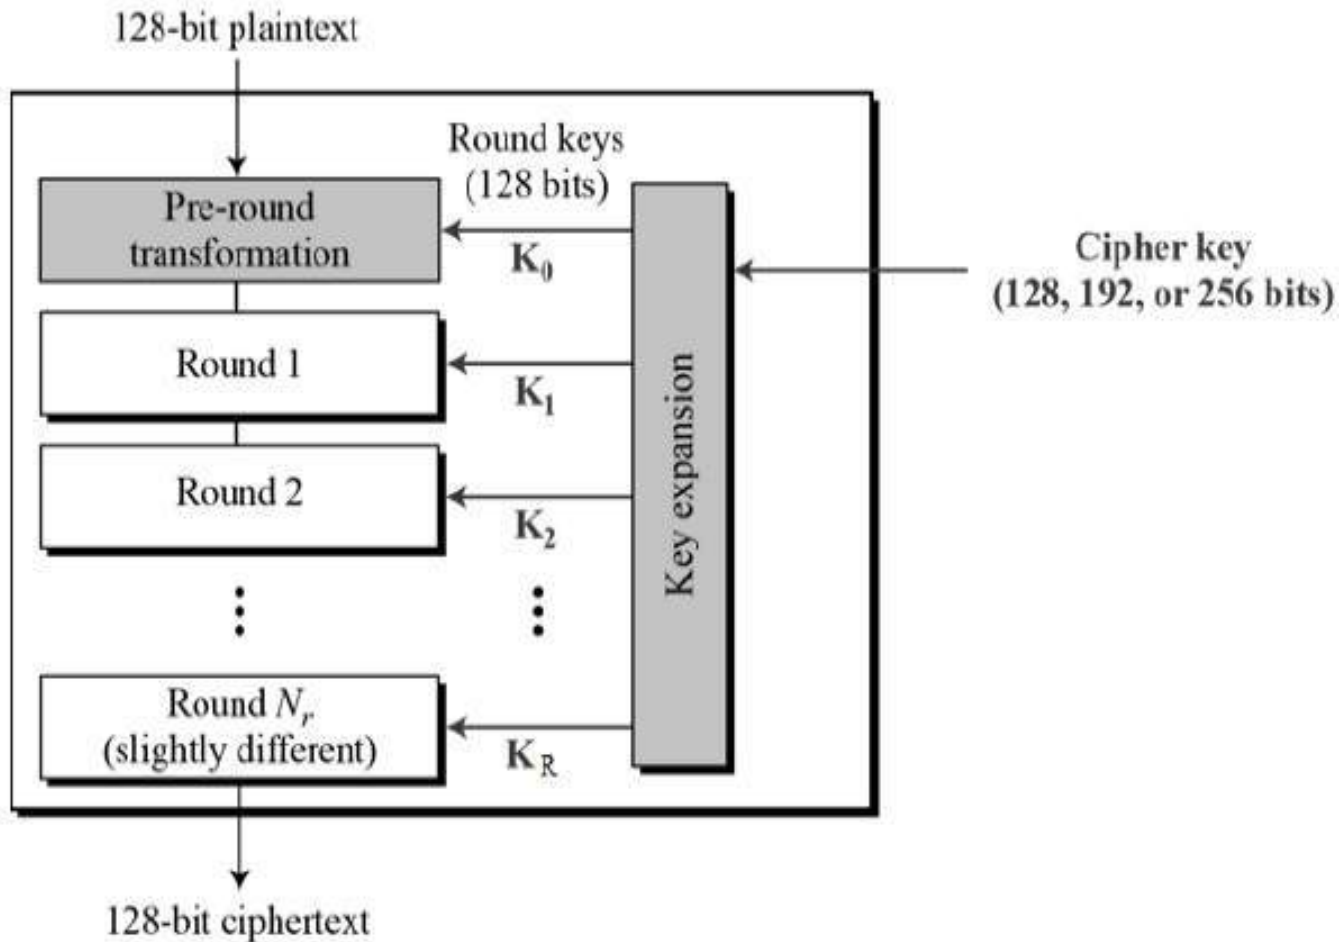 128-bit plaintext
Round keys
(128 bits)
Pre-round
transformation
K₀
Cipher key
(128, 192, or 256 bits)
Round 1
K₁
Key expansion
Round 2
K₂
⋮ ⋮
Round Nᵣ
(slightly different)
K_R
128-bit ciphertext